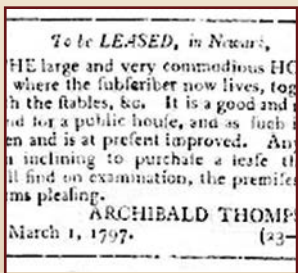 To be LEASED, in Newark,
HE large and very commodious HO
where the ſubſcriber now lives, tog
h the ſtables, &c. It is a good and
nd for a public houſe, and as ſuch
en and is at preſent improved. An
n inclining to purchaſe a leaſe th
ll find on examination, the premiſe
ms pleaſing.
ARCHIBALD THOMP
March 1, 1797. (23—